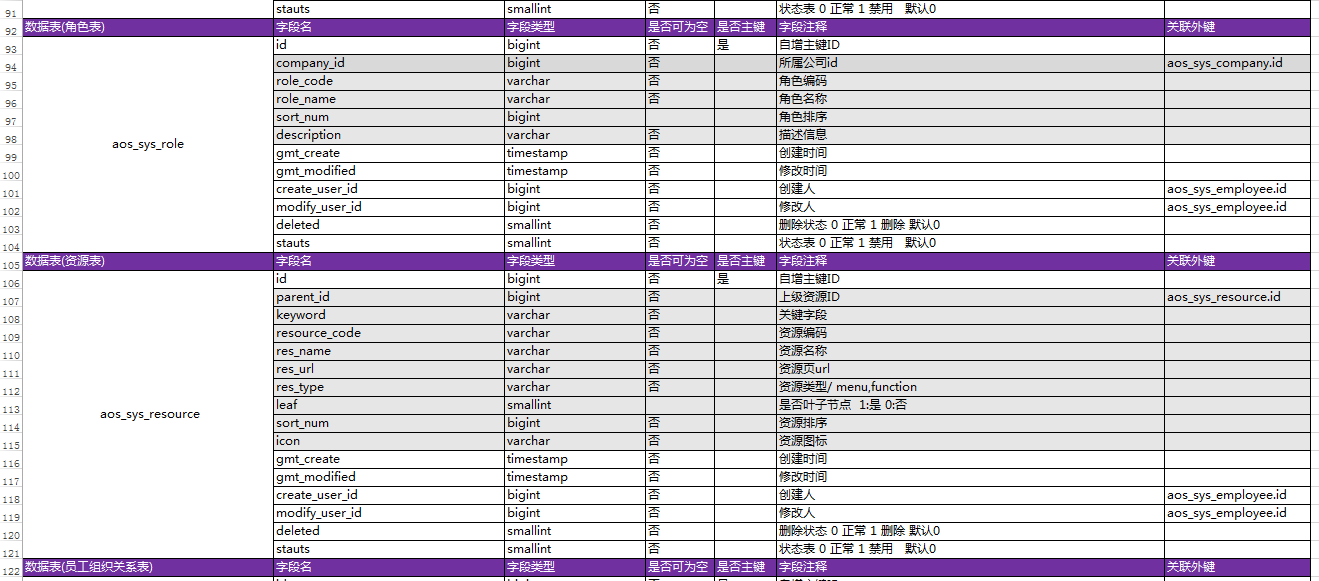 91 stauts smallint 否 状态表 0 正常 1 禁用 默认0
92 数据表(角色表) 字段名 字段类型 是否可为空 是否主键 字段注释 关联外键
93 id bigint 否 是 自增主键ID
94 company_id bigint 否 所属公司id aos_sys_company.id
95 role_code varchar 否 角色编码
96 role_name varchar 否 角色名称
97 sort_num bigint 角色排序
98 description varchar 否 描述信息
aos_sys_role
99 gmt_create timestamp 否 创建时间
100 gmt_modified timestamp 否 修改时间
101 create_user_id bigint 否 创建人 aos_sys_employee.id
102 modify_user_id bigint 否 修改人 aos_sys_employee.id
103 deleted smallint 否 删除状态 0 正常 1 删除 默认0
104 stauts smallint 否 状态表 0 正常 1 禁用 默认0
105 数据表(资源表) 字段名 字段类型 是否可为空 是否主键 字段注释 关联外键
106 id bigint 否 是 自增主键ID
107 parent_id bigint 否 上级资源ID aos_sys_resource.id
108 keyword varchar 否 关键字段
109 resource_code varchar 否 资源编码
110 res_name varchar 否 资源名称
111 res_url varchar 否 资源页url
112 res_type varchar 否 资源类型/ menu,function
113 leaf smallint 是否叶子节点 1:是 0:否
aos_sys_resource
114 sort_num bigint 否 资源排序
115 icon varchar 否 资源图标
116 gmt_create timestamp 否 创建时间
117 gmt_modified timestamp 否 修改时间
118 create_user_id bigint 否 创建人 aos_sys_employee.id
119 modify_user_id bigint 否 修改人 aos_sys_employee.id
120 deleted smallint 否 删除状态 0 正常 1 删除 默认0
121 stauts smallint 否 状态表 0 正常 1 禁用 默认0
122 数据表(员工组织关系表) 字段名 字段类型 是否可为空 是否主键 字段注释 关联外键